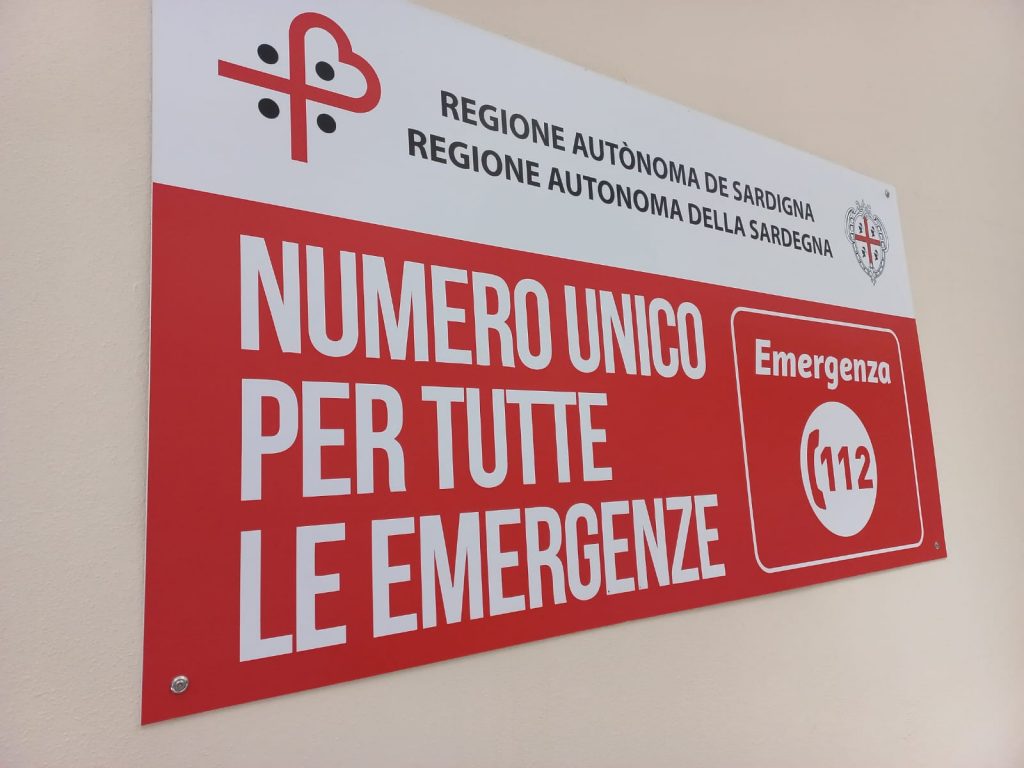 REGIONE AUTÒNOMA DE SARDIGNA
REGIONE AUTONOMA DELLA SARDEGNA
NUMERO UNICO
PER TUTTE
LE EMERGENZE
Emergenza
112